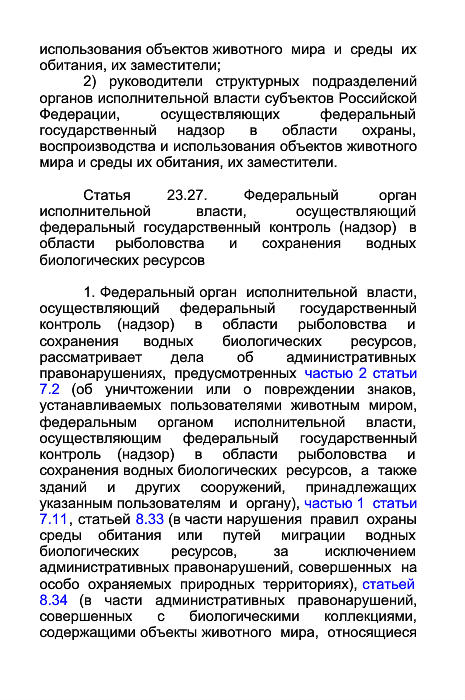 использования объектов животного мира и среды их
обитания, их заместители;
2) руководители структурных подразделений
органов исполнительной власти субъектов Российской
Федерации, осуществляющих федеральный
государственный надзор в области охраны,
воспроизводства и использования объектов животного
мира и среды их обитания, их заместители.
Статья 23.27. Федеральный орган
исполнительной власти, осуществляющий
федеральный государственный контроль (надзор) в
области рыболовства и сохранения водных
биологических ресурсов
1. Федеральный орган исполнительной власти,
осуществляющий федеральный государственный
контроль (надзор) в области рыболовства и
сохранения водных биологических ресурсов,
рассматривает дела об административных
правонарушениях, предусмотренных частью 2 статьи
7.2 (об уничтожении или о повреждении знаков,
устанавливаемых пользователями животным миром,
федеральным органом исполнительной власти,
осуществляющим федеральный государственный
контроль (надзор) в области рыболовства и
сохранения водных биологических ресурсов, а также
зданий и других сооружений, принадлежащих
указанным пользователям и органу), частью 1 статьи
7.11, статьей 8.33 (в части нарушения правил охраны
среды обитания или путей миграции водных
биологических ресурсов, за исключением
административных правонарушений, совершенных на
особо охраняемых природных территориях), статьей
8.34 (в части административных правонарушений,
совершенных с биологическими коллекциями,
содержащими объекты животного мира, относящиеся